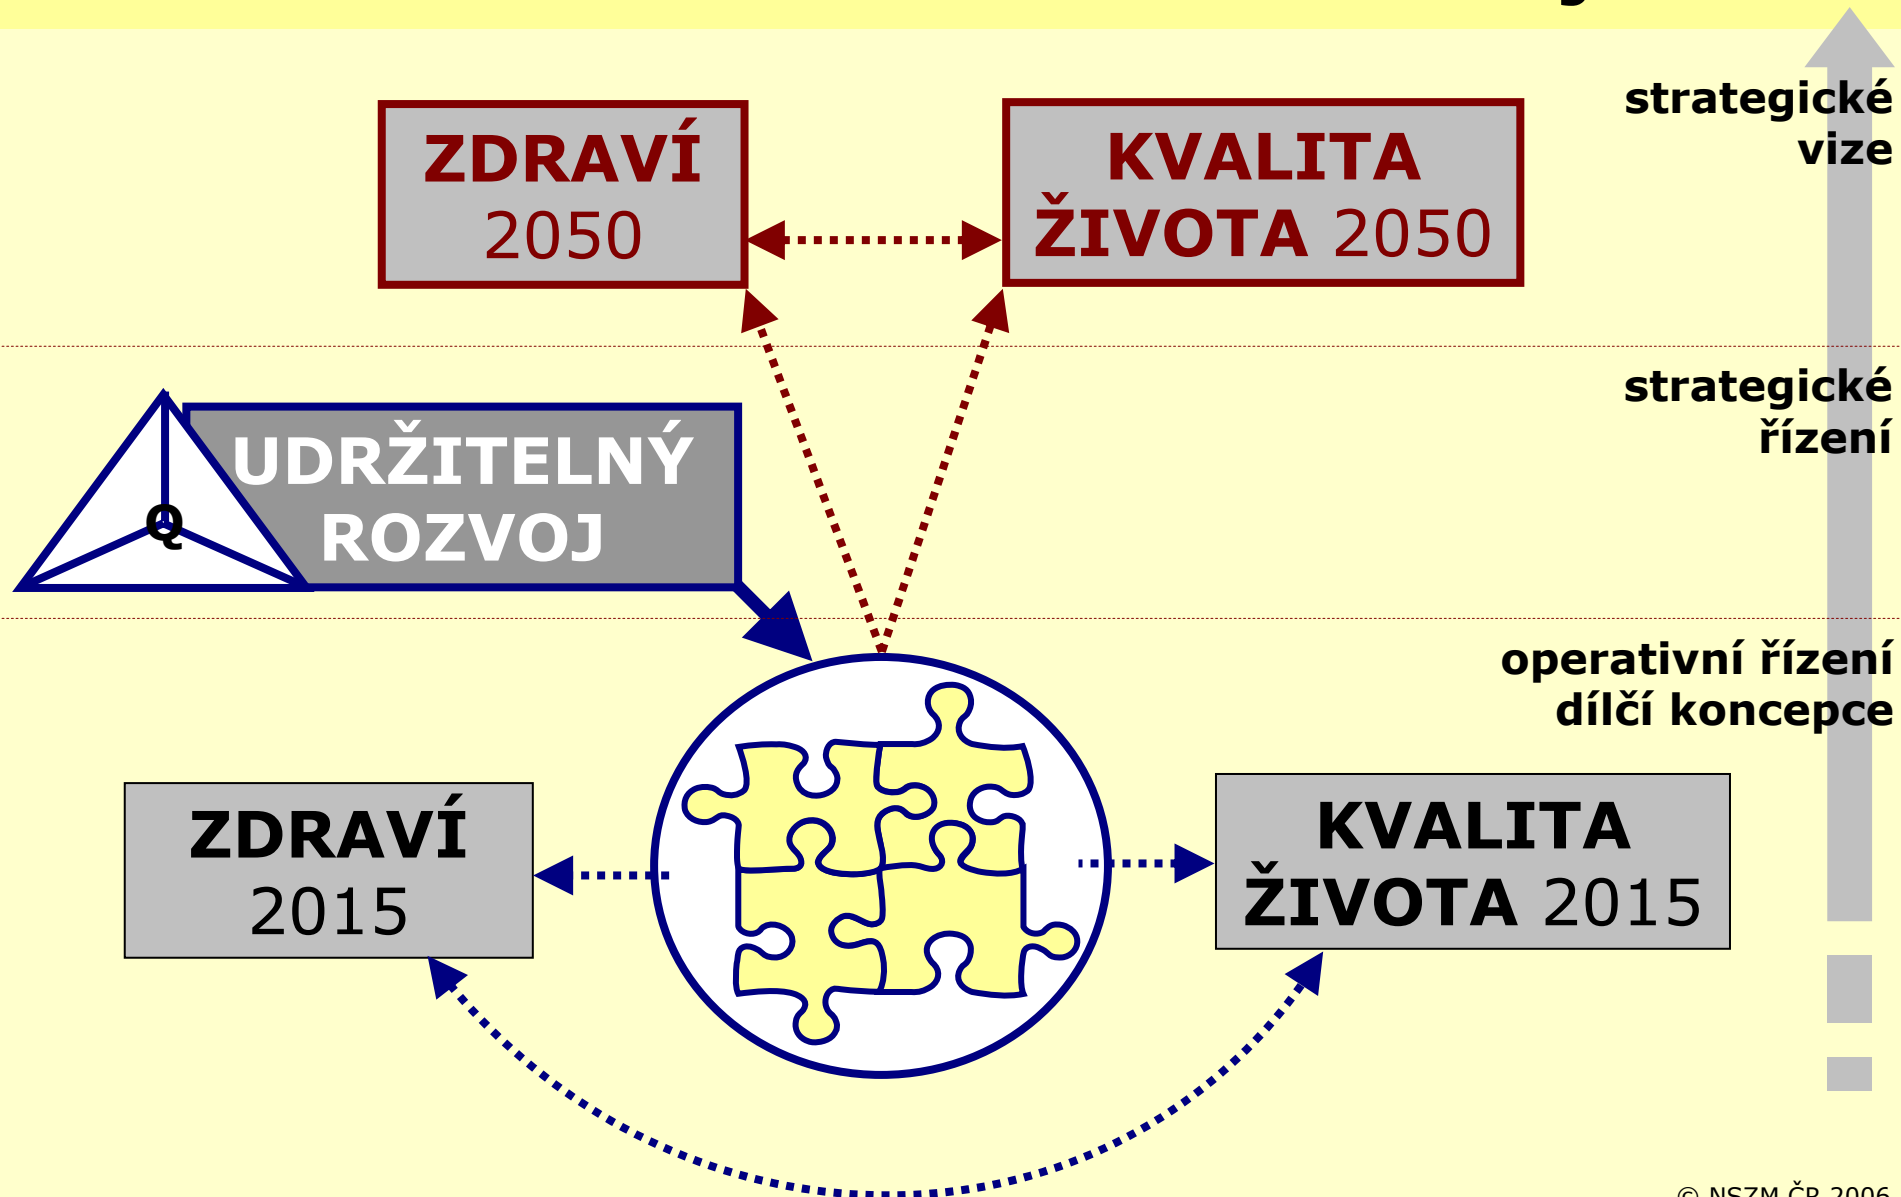 strategické
vize
ZDRAVÍ
2050
KVALITA
ŽIVOTA 2050
strategické
řízení
UDRŽITELNÝ
ROZVOJ
Q
operativní řízení
dílčí koncepce
ZDRAVÍ
2015
KVALITA
ŽIVOTA 2015
© NSZM ČR 2006